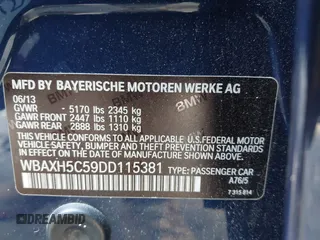 MFD BY BAYERISCHE MOTOREN WERKE AG
06/13
GVWR - 5170 lbs 2345 kg
GAWR FRONT 2447 lbs 1110 kg
GAWR REAR 2888 lbs 1310 kg
THIS VEHICLE CONFORMS TO ALL APPLICABLE U.S. FEDERAL MOTOR
VEHICLE SAFETY, BUMPER AND THEFT PREVENTION STANDARDS IN
EFFECT ON THE DATE OF MANUFACTURE SHOWN ABOVE.
WBAXH5C59DD115381 TYPE: PASSENGER CAR
A76/5
7 315 814
DREAMBID